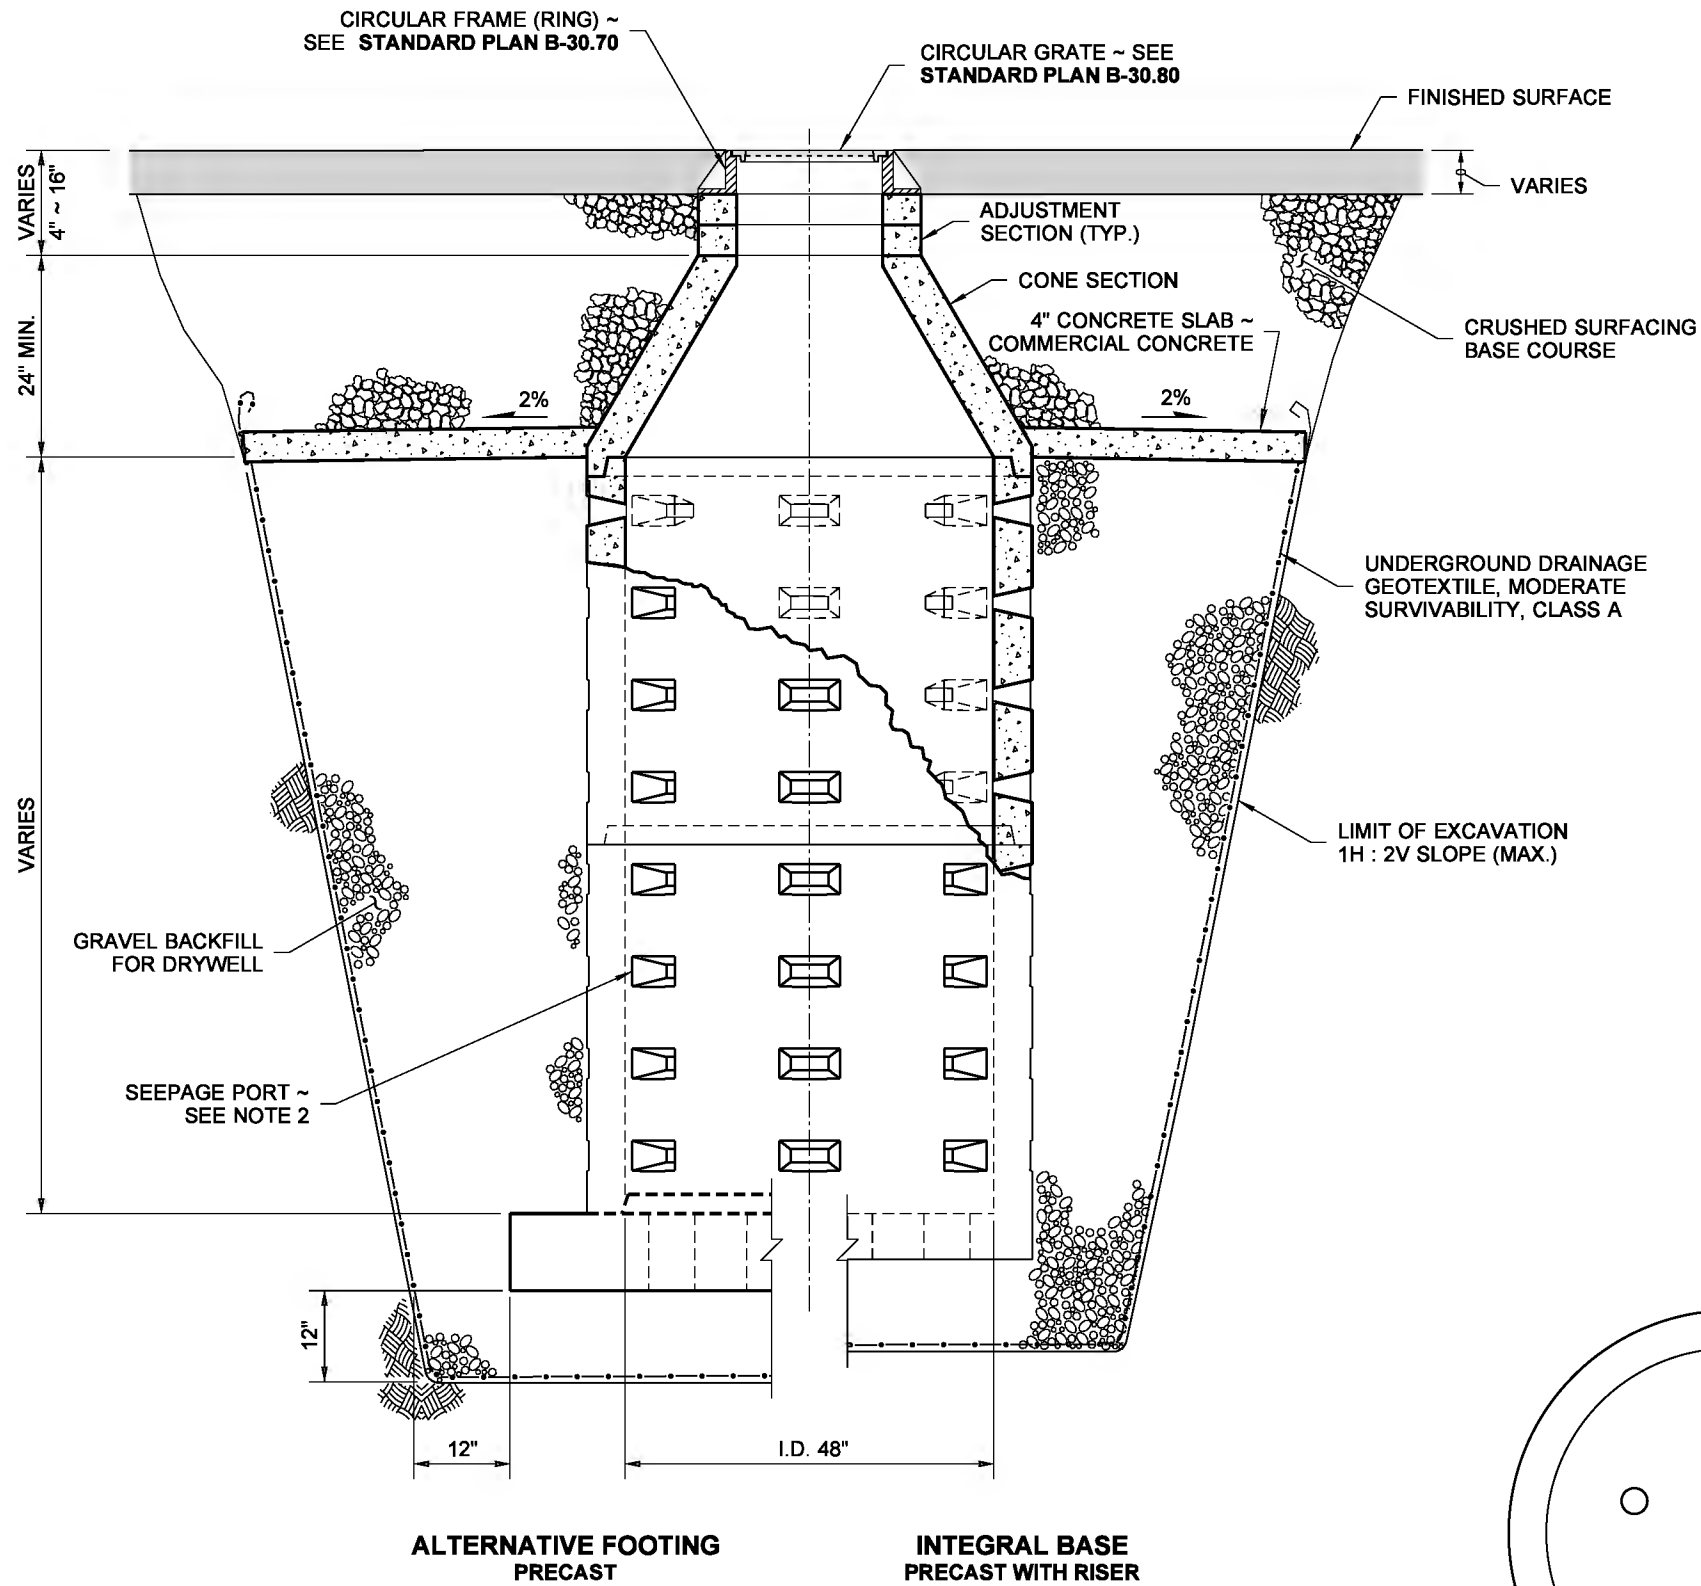 CIRCULAR FRAME (RING) ~
SEE STANDARD PLAN B-30.70
CIRCULAR GRATE ~ SEE
STANDARD PLAN B-30.80
FINISHED SURFACE
VARIES
4" ~ 16"
VARIES
ADJUSTMENT
SECTION (TYP.)
CONE SECTION
4" CONCRETE SLAB ~
COMMERCIAL CONCRETE
CRUSHED SURFACING
BASE COURSE
24" MIN.
2%
2%
UNDERGROUND DRAINAGE
GEOTEXTILE, MODERATE
SURVIVABILITY, CLASS A
VARIES
LIMIT OF EXCAVATION
1H : 2V SLOPE (MAX.)
GRAVEL BACKFILL
FOR DRYWELL
SEEPAGE PORT ~
SEE NOTE 2
12"
12"
I.D. 48"
ALTERNATIVE FOOTING
PRECAST
INTEGRAL BASE
PRECAST WITH RISER